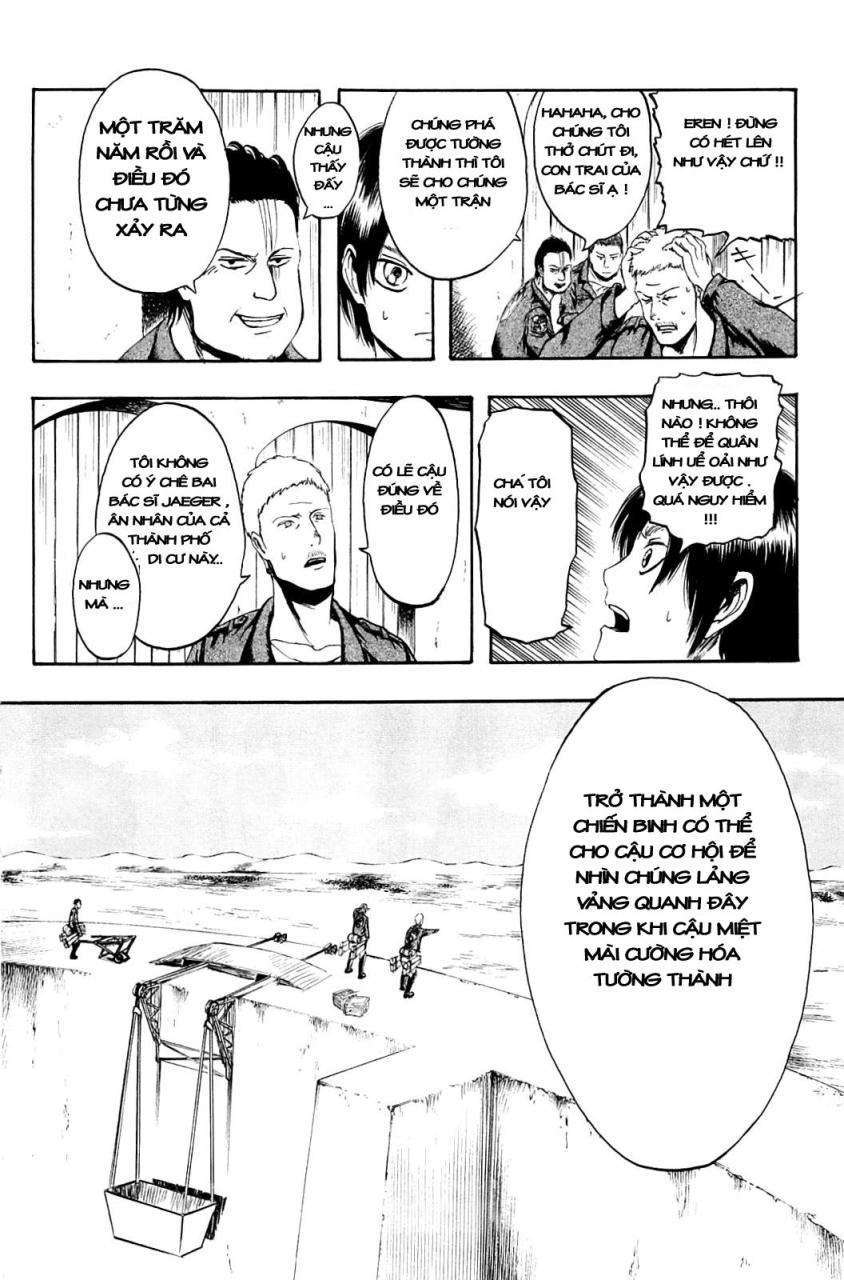 EREN ! ĐỪNG
CÓ HÉT LÊN
NHƯ VẬY CHỨ !!
HAHAHA, CHO
CHÚNG TÔI
THỞ CHÚT ĐI,
CON TRAI CỦA
BÁC SĨ Ạ !
CHÚNG PHÁ
ĐƯỢC TƯỜNG
THÀNH THÌ TÔI
SẼ CHO CHÚNG
MỘT TRẬN
NHƯNG
CẬU
THẤY
ĐẤY
...
MỘT TRĂM
NĂM RỒI VÀ
ĐIỀU ĐÓ
CHƯA TỪNG
XẢY RA
NHƯNG.. THÔI
NÀO ! KHÔNG
THỂ ĐỂ QUÂN
LÍNH UỂ OẢI NHƯ
VẬY ĐƯỢC .
QUÁ NGUY HIỂM
!!!
CHA TÔI
NÓI VẬY
CÓ LẼ CẬU
ĐÚNG VỀ
ĐIỀU ĐÓ
TÔI KHÔNG
CÓ Ý CHÊ BAI
BÁC SĨ JAEGER ,
ÂN NHÂN CỦA CẢ
THÀNH PHỐ
DI CƯ NÀY..
NHƯNG
MÀ ...
TRỞ THÀNH MỘT
CHIẾN BINH CÓ THỂ
CHO CẬU CƠ HỘI ĐỂ
NHÌN CHÚNG LẢNG
VẢNG QUANH ĐÂY
TRONG KHI CẬU MIỆT
MÀI CƯỜNG HÓA
TƯỜNG THÀNH